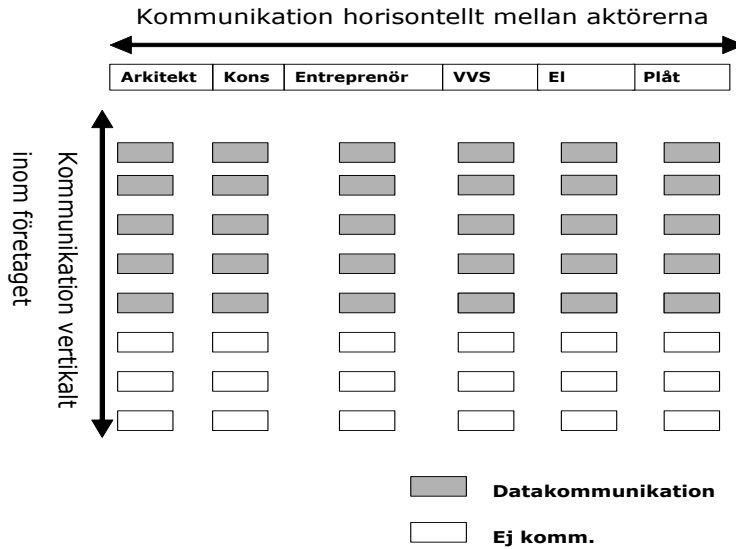 Kommunikation horisontellt mellan aktörerna
Arkitekt Kons Entreprenör VVS El Plåt
Kommunikation vertikalt
inom företaget
Datakommunikation
Ej komm.